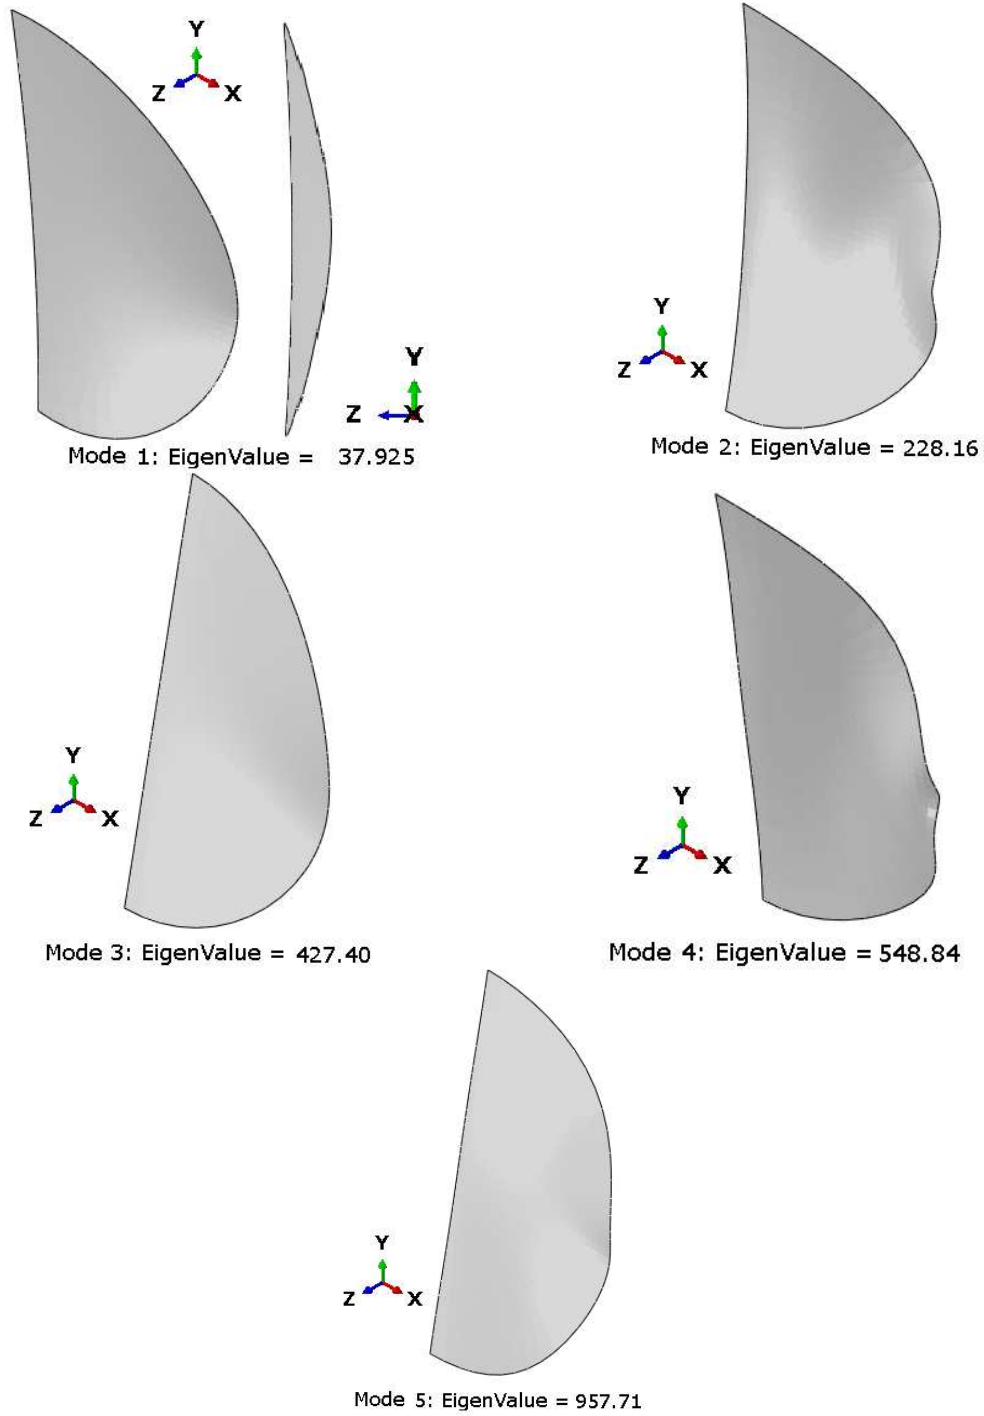 Y
Z X
Y
Z X
Mode 1: EigenValue = 37.925
Y
Z X
Mode 2: EigenValue = 228.16
Y
Z X
Mode 3: EigenValue = 427.40
Y
Z X
Mode 4: EigenValue = 548.84
Y
Z X
Mode 5: EigenValue = 957.71